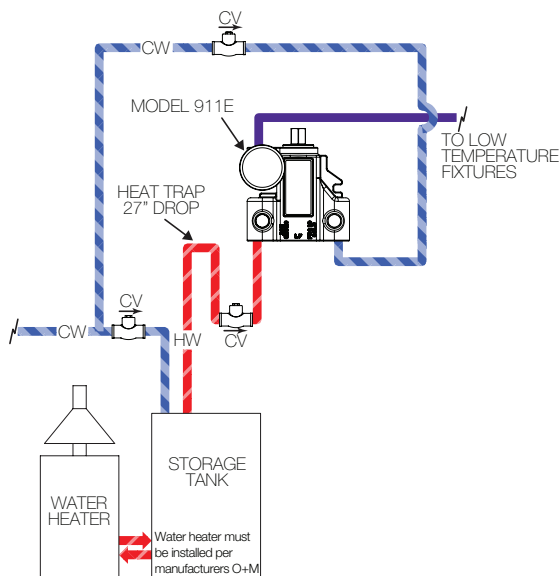 CV
CW
MODEL 911E
TO LOW
TEMPERATURE
FIXTURES
HEAT TRAP
27” DROP
CV
CW
HW
CV
STORAGE
TANK
WATER
HEATER
Water heater must
be installed per
manufacturers O+M